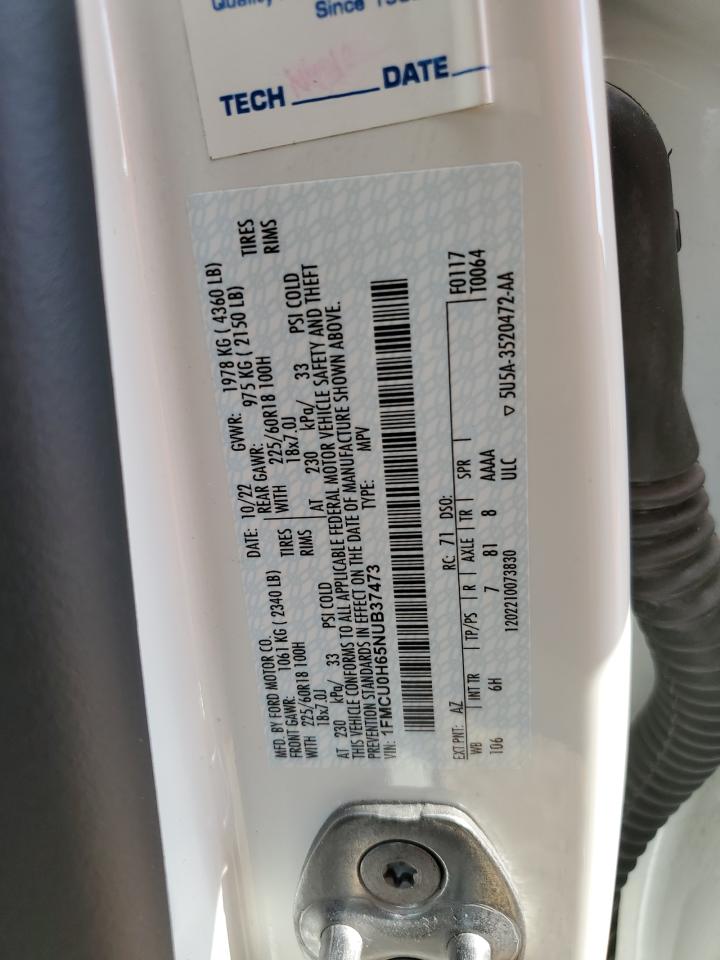 Quality
Since
TECH ______ DATE ___
MFD. BY FORD MOTOR CO.
DATE: 10/22 GVWR: 1978 KG ( 4360 LB)
FRONT GAWR: 1061 KG ( 2340 LB) REAR GAWR: 975 KG ( 2150 LB)
WITH 225/60R18 100H TIRES WITH 225/60R18 100H TIRES
18x7.0J RIMS 18x7.0J RIMS
AT 230 kPa/ 33 PSI COLD AT 230 kPa/ 33 PSI COLD
THIS VEHICLE CONFORMS TO ALL APPLICABLE FEDERAL MOTOR VEHICLE SAFETY AND THEFT
PREVENTION STANDARDS IN EFFECT ON THE DATE OF MANUFACTURE SHOWN ABOVE.
VIN: 1FMCU0H65NUB37473 TYPE: MPV
F0117
EXT PNT: AZ RC: 71 DSO: T0064
WB INT TR TP/PS R AXLE TR SPR
106 6H 7 81 8 AAAA
1202210073830 ULC ▽ 5U5A-3520472-AA